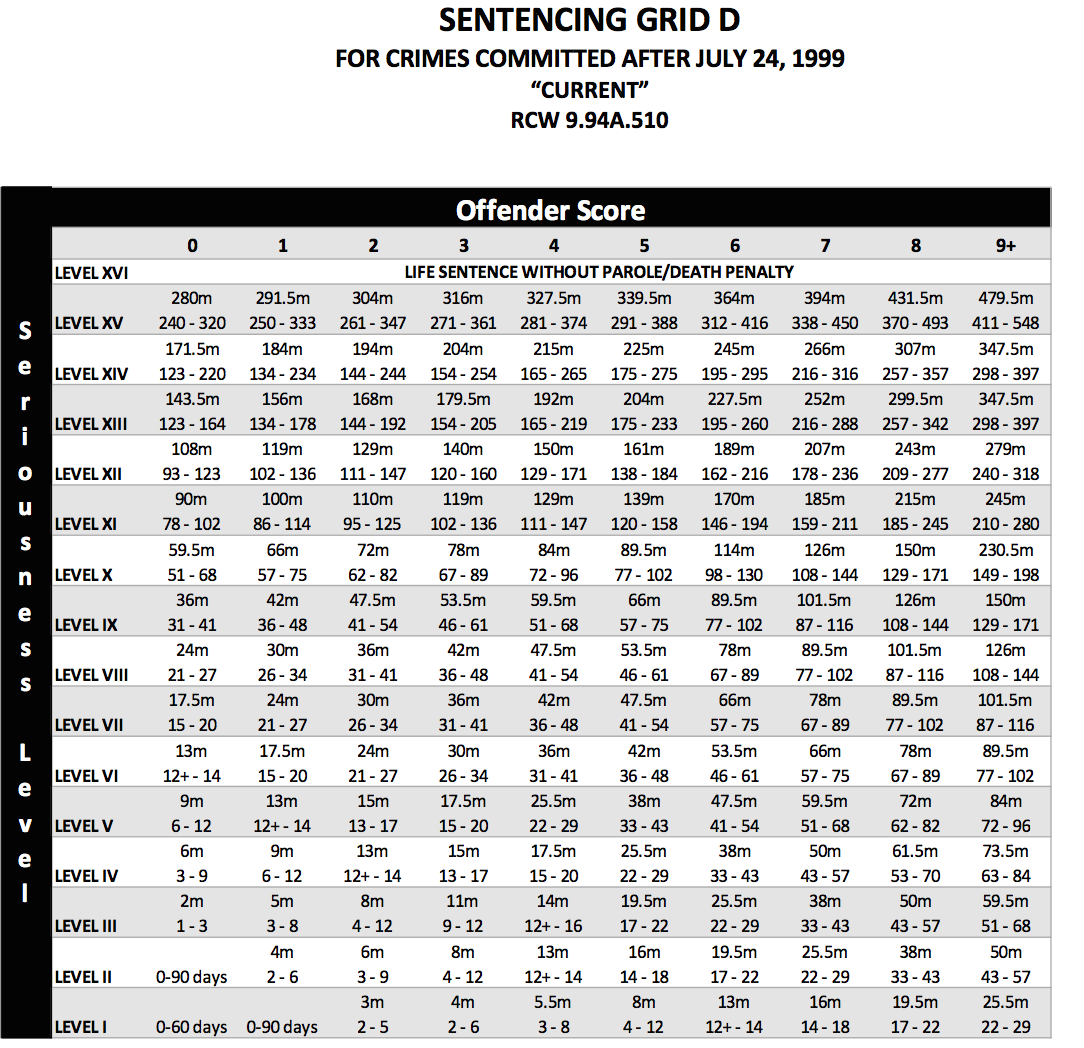 SENTENCING GRID D
FOR CRIMES COMMITTED AFTER JULY 24, 1999
“CURRENT”
RCW 9.94A.510
Offender Score
0 1 2 3 4 5 6 7 8 9+
LEVEL XVI LIFE SENTENCE WITHOUT PAROLE/DEATH PENALTY
280m 291.5m 304m 316m 327.5m 339.5m 364m 394m 431.5m 479.5m
LEVEL XV 240 - 320 250 - 333 261 - 347 271 - 361 281 - 374 291 - 388 312 - 416 338 - 450 370 - 493 411 - 548
171.5m 184m 194m 204m 215m 225m 245m 266m 307m 347.5m
LEVEL XIV 123 - 220 134 - 234 144 - 244 154 - 254 165 - 265 175 - 275 195 - 295 216 - 316 257 - 357 298 - 397
143.5m 156m 168m 179.5m 192m 204m 227.5m 252m 299.5m 347.5m
LEVEL XIII 123 - 164 134 - 178 144 - 192 154 - 205 165 - 219 175 - 233 195 - 260 216 - 288 257 - 342 298 - 397
108m 119m 129m 140m 150m 161m 189m 207m 243m 279m
LEVEL XII 93 - 123 102 - 136 111 - 147 120 - 160 129 - 171 138 - 184 162 - 216 178 - 236 209 - 277 240 - 318
90m 100m 110m 119m 129m 139m 170m 185m 215m 245m
LEVEL XI 78 - 102 86 - 114 95 - 125 102 - 136 111 - 147 120 - 158 146 - 194 159 - 211 185 - 245 210 - 280
59.5m 66m 72m 78m 84m 89.5m 114m 126m 150m 230.5m
LEVEL X 51 - 68 57 - 75 62 - 82 67 - 89 72 - 96 77 - 102 98 - 130 108 - 144 129 - 171 149 - 198
36m 42m 47.5m 53.5m 59.5m 66m 89.5m 101.5m 126m 150m
LEVEL IX 31 - 41 36 - 48 41 - 54 46 - 61 51 - 68 57 - 75 77 - 102 87 - 116 108 - 144 129 - 171
24m 30m 36m 42m 47.5m 53.5m 78m 89.5m 101.5m 126m
LEVEL VIII 21 - 27 26 - 34 31 - 41 36 - 48 41 - 54 46 - 61 67 - 89 77 - 102 87 - 116 108 - 144
17.5m 24m 30m 36m 42m 47.5m 66m 78m 89.5m 101.5m
LEVEL VII 15 - 20 21 - 27 26 - 34 31 - 41 36 - 48 41 - 54 57 - 75 67 - 89 77 - 102 87 - 116
13m 17.5m 24m 30m 36m 42m 53.5m 66m 78m 89.5m
LEVEL VI 12+ - 14 15 - 20 21 - 27 26 - 34 31 - 41 36 - 48 46 - 61 57 - 75 67 - 89 77 - 102
9m 13m 15m 17.5m 25.5m 38m 47.5m 59.5m 72m 84m
LEVEL V 6 - 12 12+ - 14 13 - 17 15 - 20 22 - 29 33 - 43 41 - 54 51 - 68 62 - 82 72 - 96
6m 9m 13m 15m 17.5m 25.5m 38m 50m 61.5m 73.5m
LEVEL IV 3 - 9 6 - 12 12+ - 14 13 - 17 15 - 20 22 - 29 33 - 43 43 - 57 53 - 70 63 - 84
2m 5m 8m 11m 14m 19.5m 25.5m 38m 50m 59.5m
LEVEL III 1 - 3 3 - 8 4 - 12 9 - 12 12+ - 16 17 - 22 22 - 29 33 - 43 43 - 57 51 - 68
4m 6m 8m 13m 16m 19.5m 25.5m 38m 50m
LEVEL II 0-90 days 2 - 6 3 - 9 4 - 12 12+ - 14 14 - 18 17 - 22 22 - 29 33 - 43 43 - 57
3m 4m 5.5m 8m 13m 16m 19.5m 25.5m
LEVEL I 0-60 days 0-90 days 2 - 5 2 - 6 3 - 8 4 - 12 12+ - 14 14 - 18 17 - 22 22 - 29
Seriousness Level